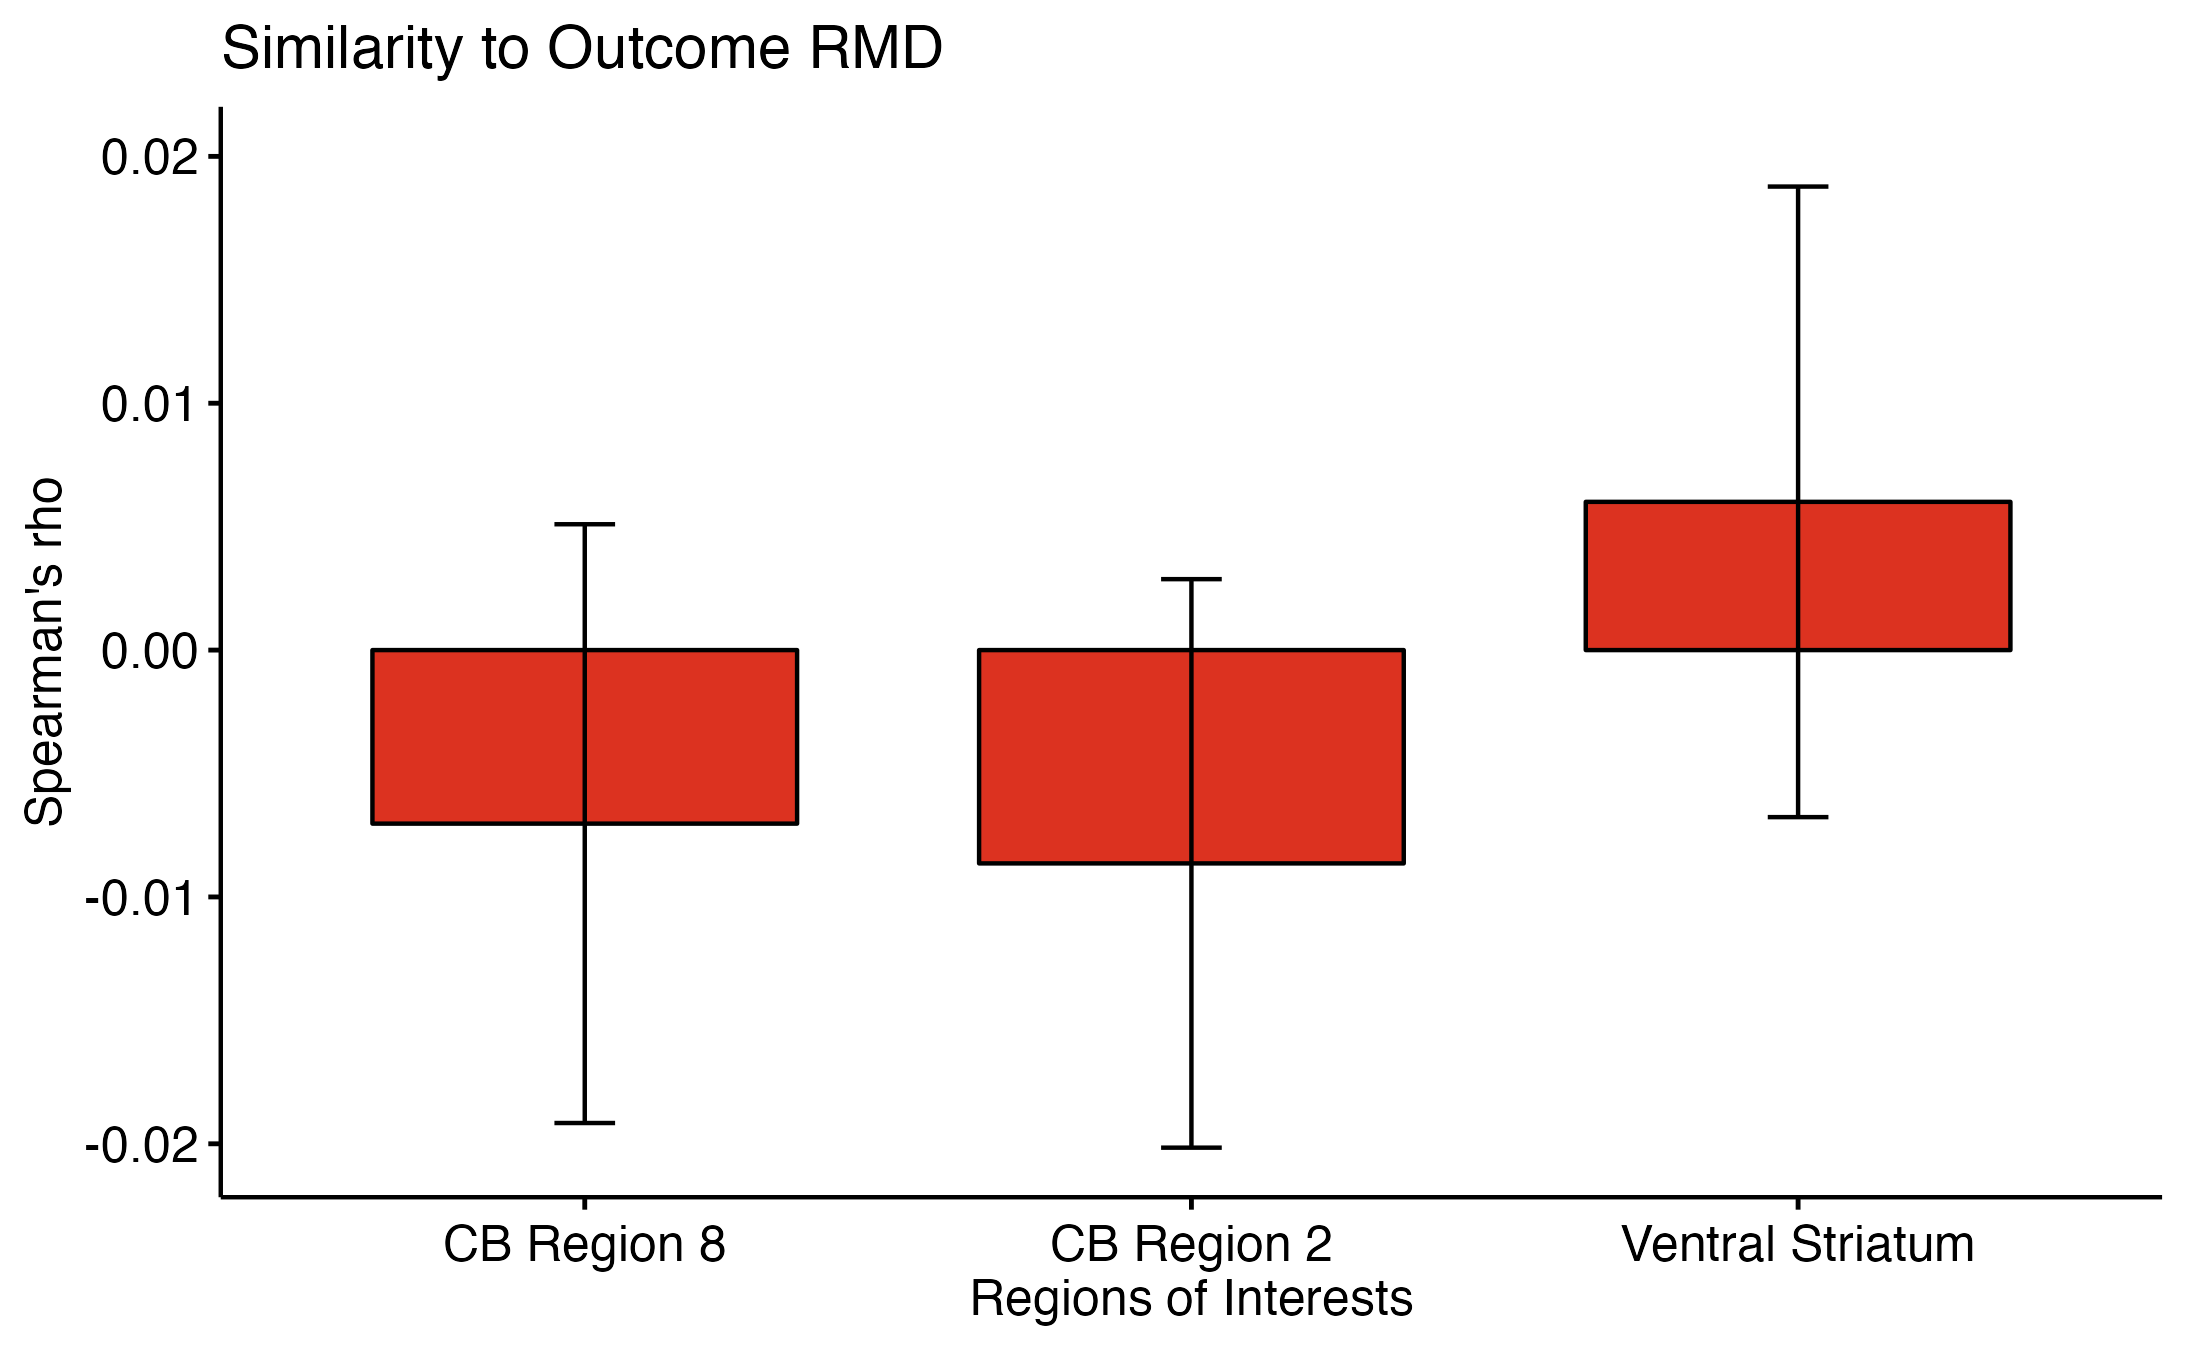 Similarity to Outcome RMD
Spearman's rho
0.02
0.01
0.00
-0.01
-0.02
CB Region 8
CB Region 2
Ventral Striatum
Regions of Interests